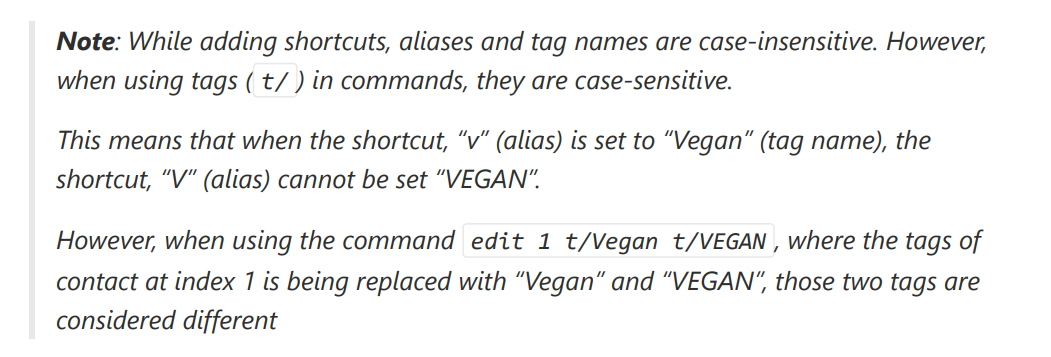 Note: While adding shortcuts, aliases and tag names are case-insensitive. However,
when using tags ( t/ ) in commands, they are case-sensitive.
This means that when the shortcut, “v” (alias) is set to “Vegan” (tag name), the
shortcut, “V” (alias) cannot be set “VEGAN”.
However, when using the command edit 1 t/Vegan t/VEGAN , where the tags of
contact at index 1 is being replaced with “Vegan” and “VEGAN”, those two tags are
considered different